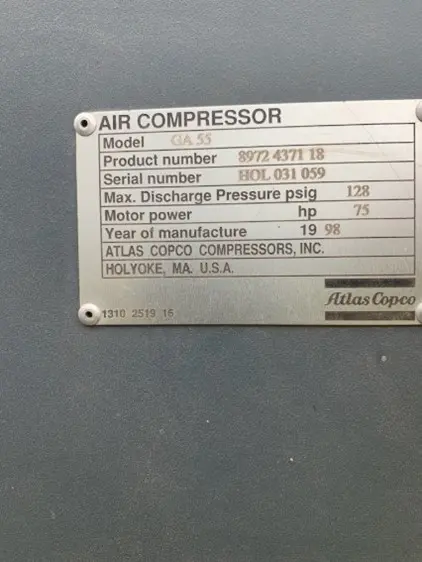 AIR COMPRESSOR
Model GA 55
Product number 8972 4371 18
Serial number HOL 031 059
Max. Discharge Pressure psig 128
Motor power hp 75
Year of manufacture 19 98
ATLAS COPCO COMPRESSORS, INC.
HOLYOKE, MA. U.S.A.
Atlas Copco
1310 2519 16